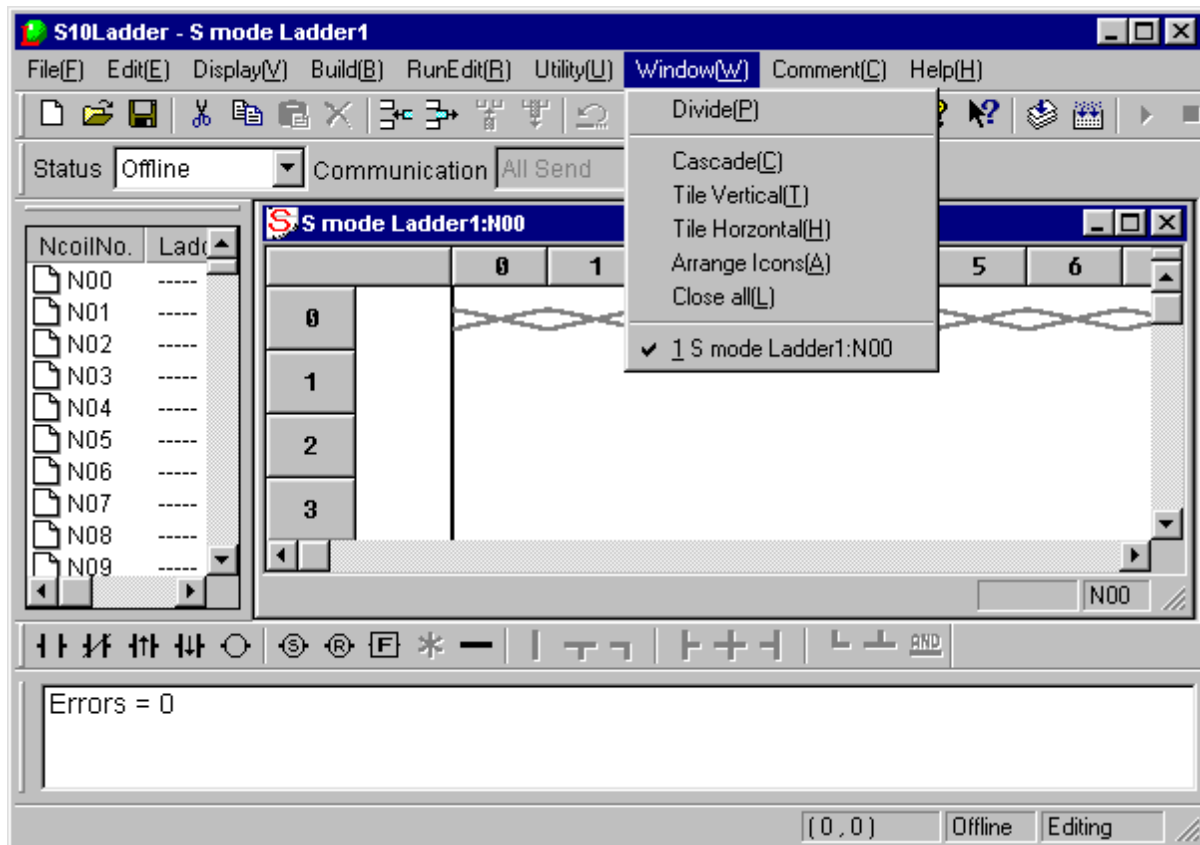 S10Ladder - S mode Ladder1
File(F) Edit(E) Display(V) Build(B) RunEdit(R) Utility(U) Window(W) Comment(C) Help(H)
Divide(P)
Cascade(C)
Tile Vertical(T)
Tile Horzontal(H)
Arrange Icons(A)
Close all(L)
1 S mode Ladder1:N00
Status Offline Communication All Send
NcoilNo. Ladd
N00 -----
N01 -----
N02 -----
N03 -----
N04 -----
N05 -----
N06 -----
N07 -----
N08 -----
N09 -----
S mode Ladder1:N00
0 1 5 6
0
1
2
3
N00
S R F AND
Errors = 0
(0,0) Offline Editing